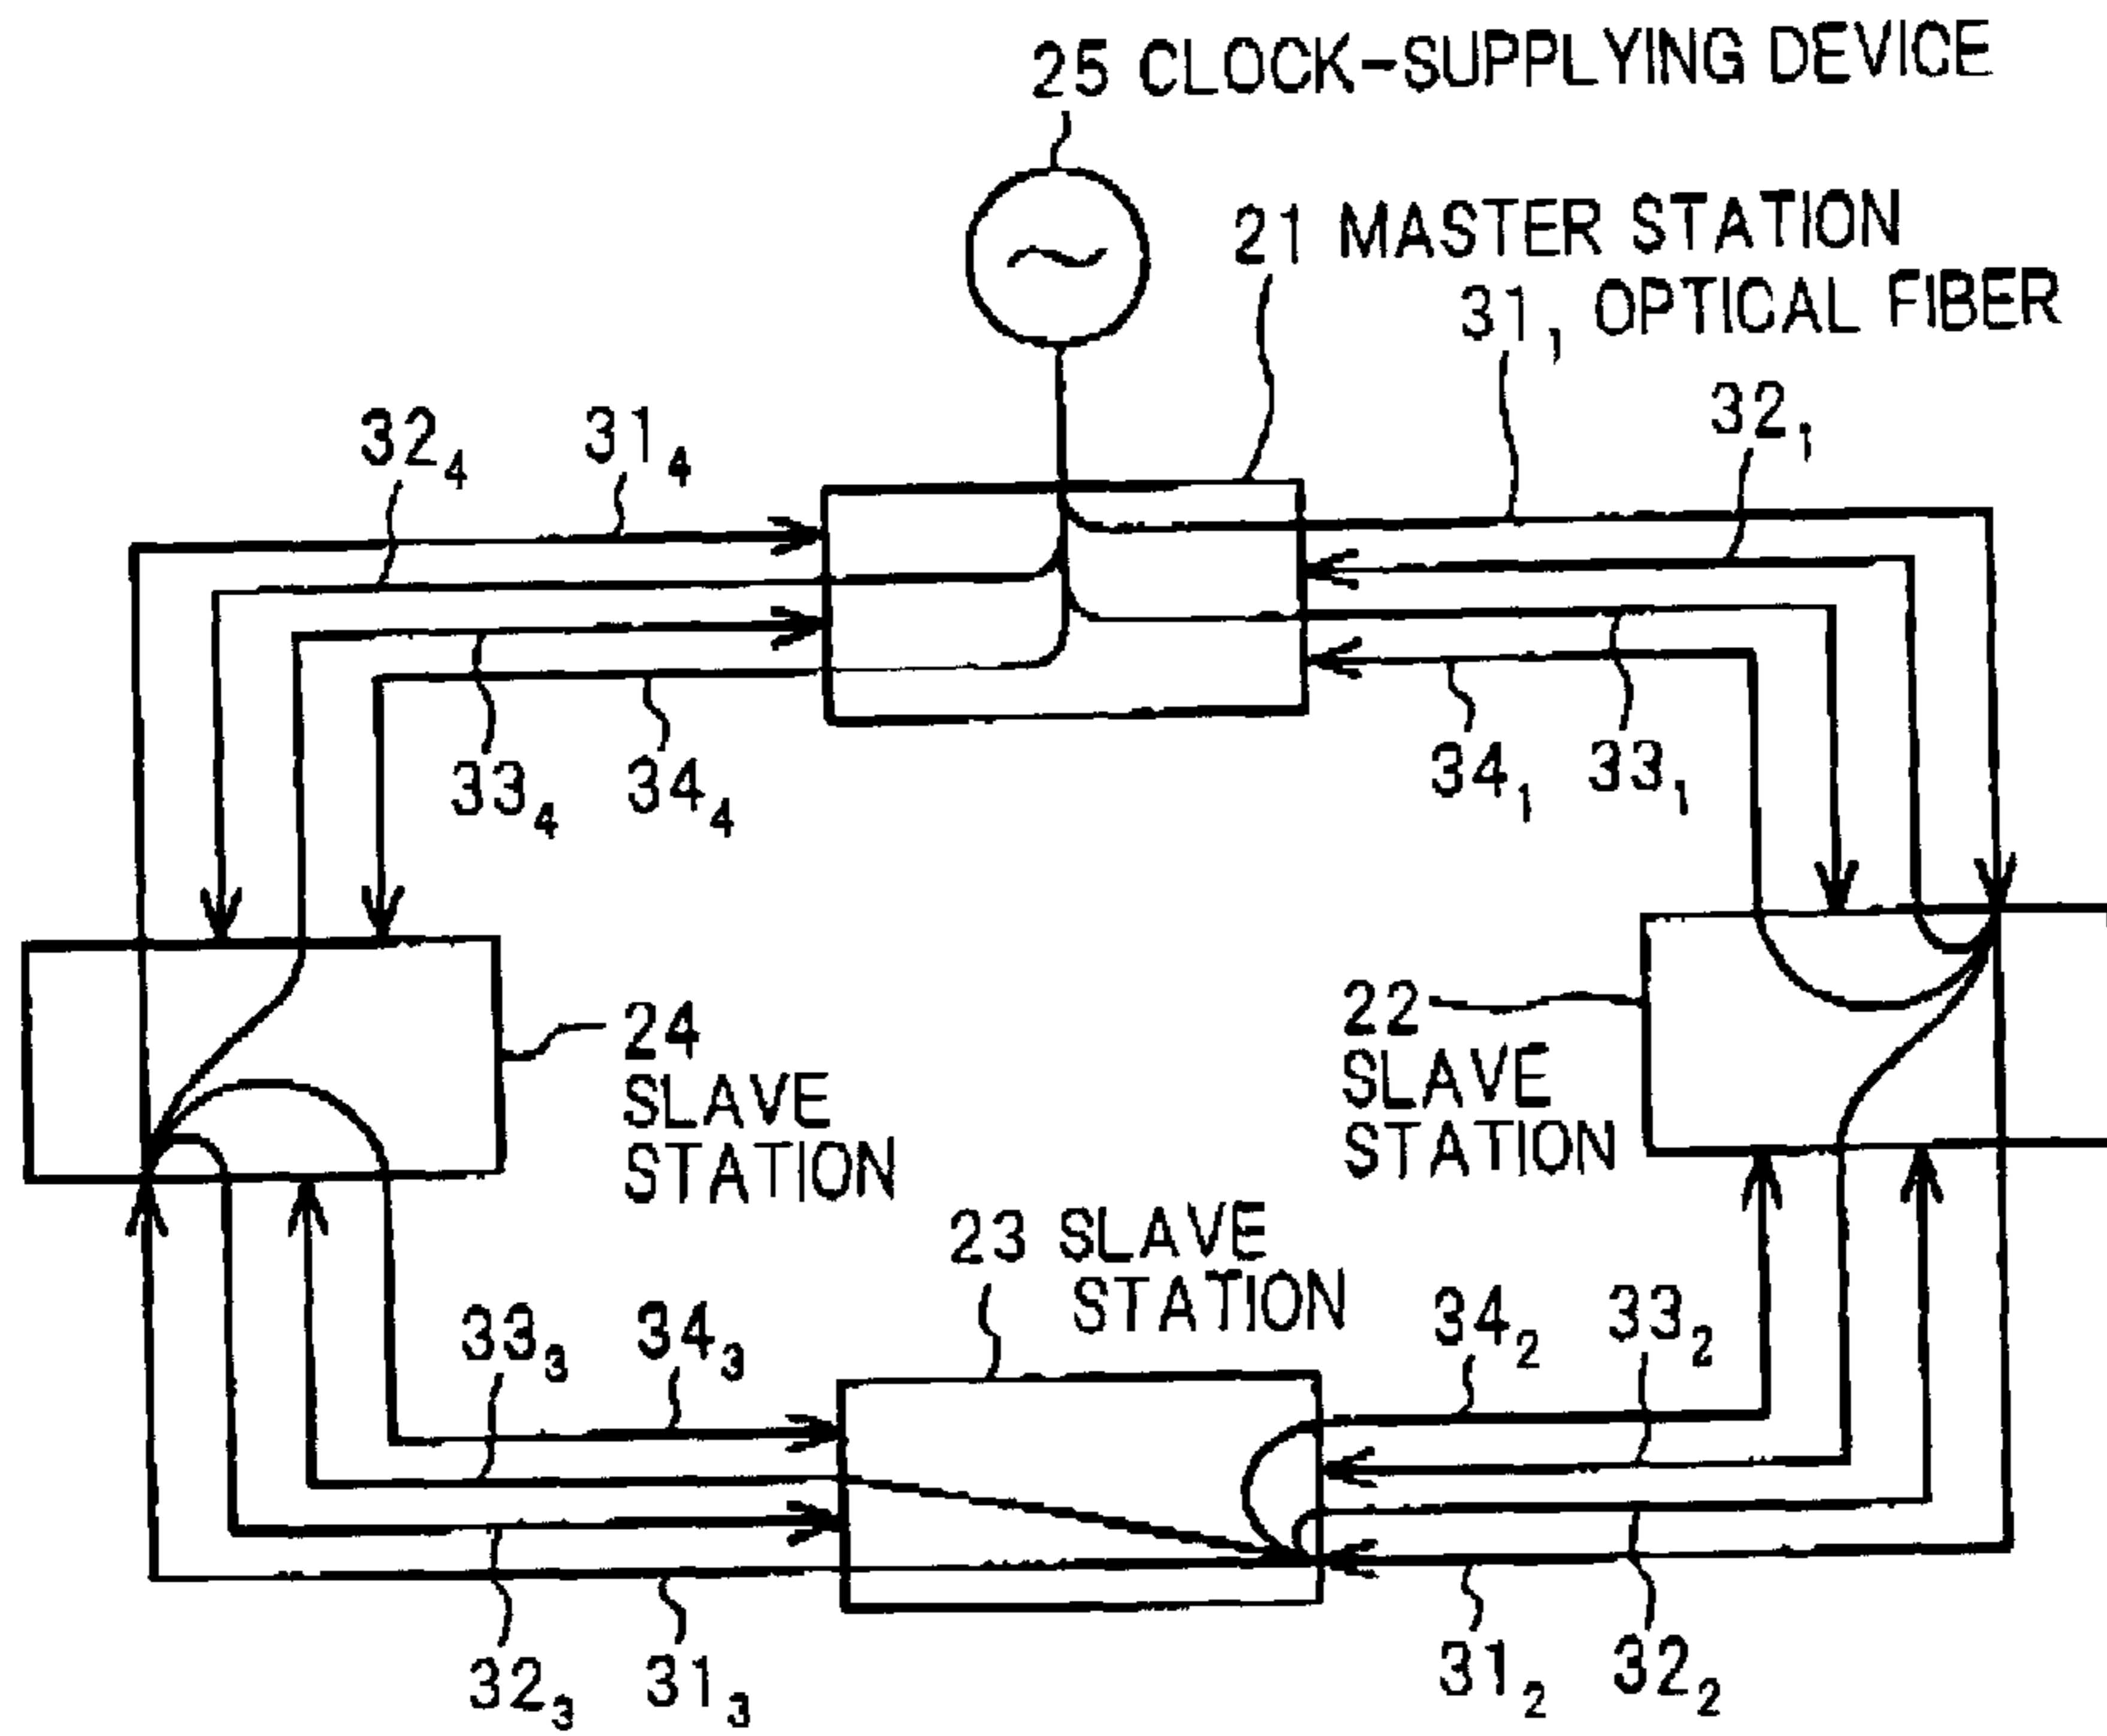 25 CLOCK-SUPPLYING DEVICE
21 MASTER STATION
31₁ OPTICAL FIBER
32₄
31₄
32₁
33₄
34₄
34₁
33₁
24
SLAVE
STATION
22
SLAVE
STATION
23 SLAVE
STATION
33₃
34₃
34₂
33₂
32₃
31₃
31₂
32₂